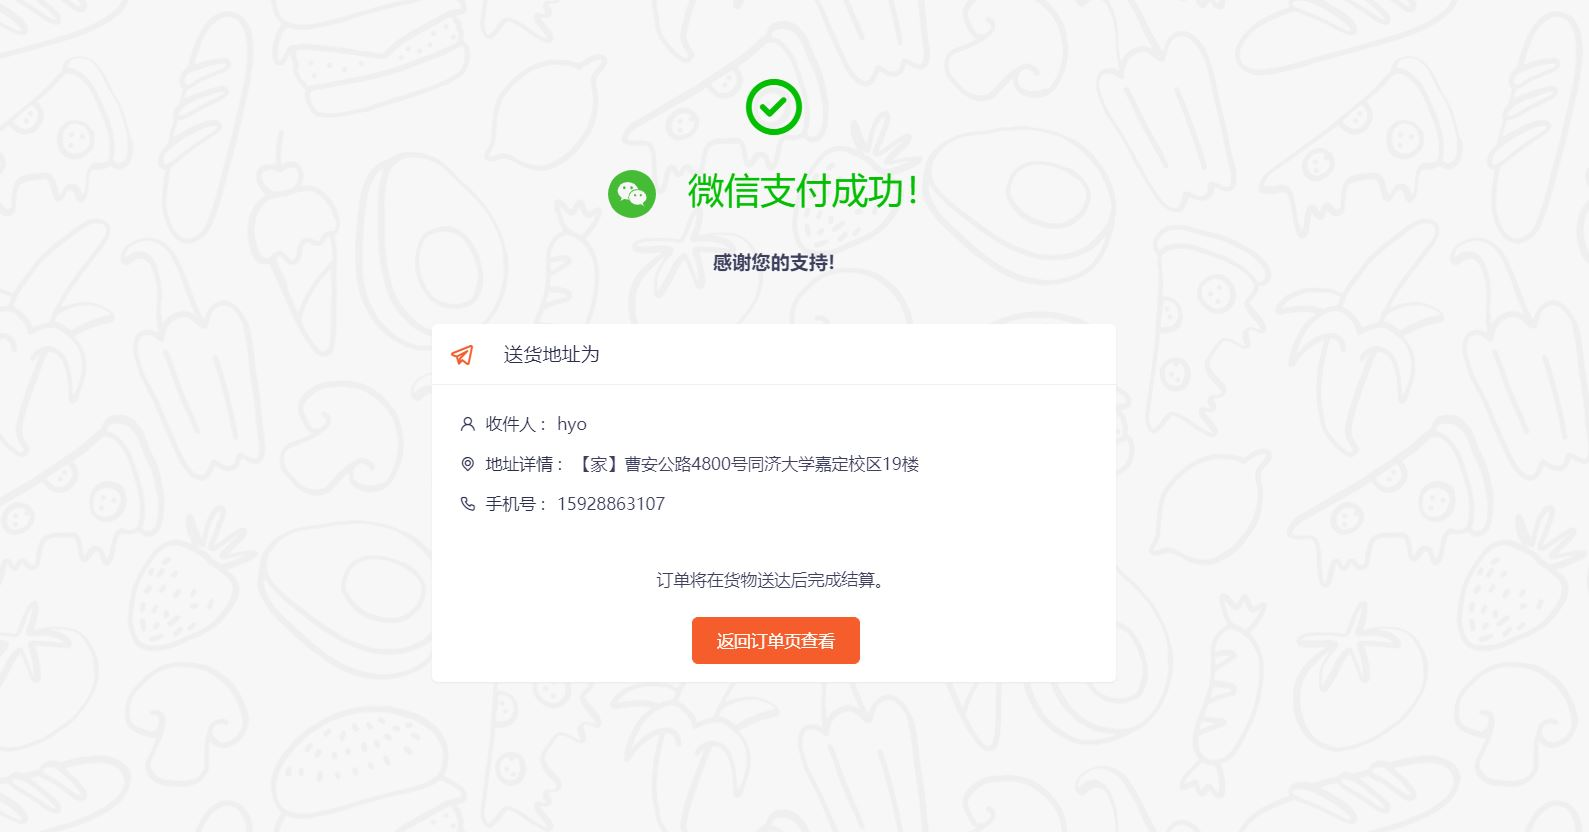 微信支付成功！
感谢您的支持!
送货地址为
收件人： hyo
地址详情： 【家】曹安公路4800号同济大学嘉定校区19楼
手机号： 15928863107
订单将在货物送达后完成结算。
返回订单页查看